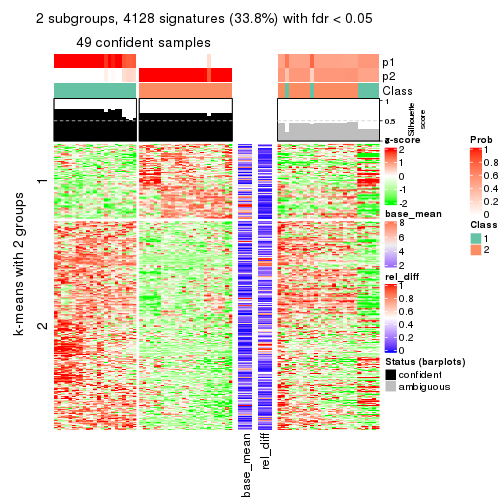 2 subgroups, 4128 signatures (33.8%) with fdr < 0.05
49 confident samples
p1
p2
Class
1
0.5
0
Silhouette
score
k-means with 2 groups
1
2
base_mean
rel_diff
z-score
2
1
0
-1
-2
base_mean
8
6
4
2
rel_diff
1
0.8
0.6
0.4
0.2
0
Status (barplots)
confident
ambiguous
Prob
1
0.8
0.6
0.4
0.2
0
Class
1
2